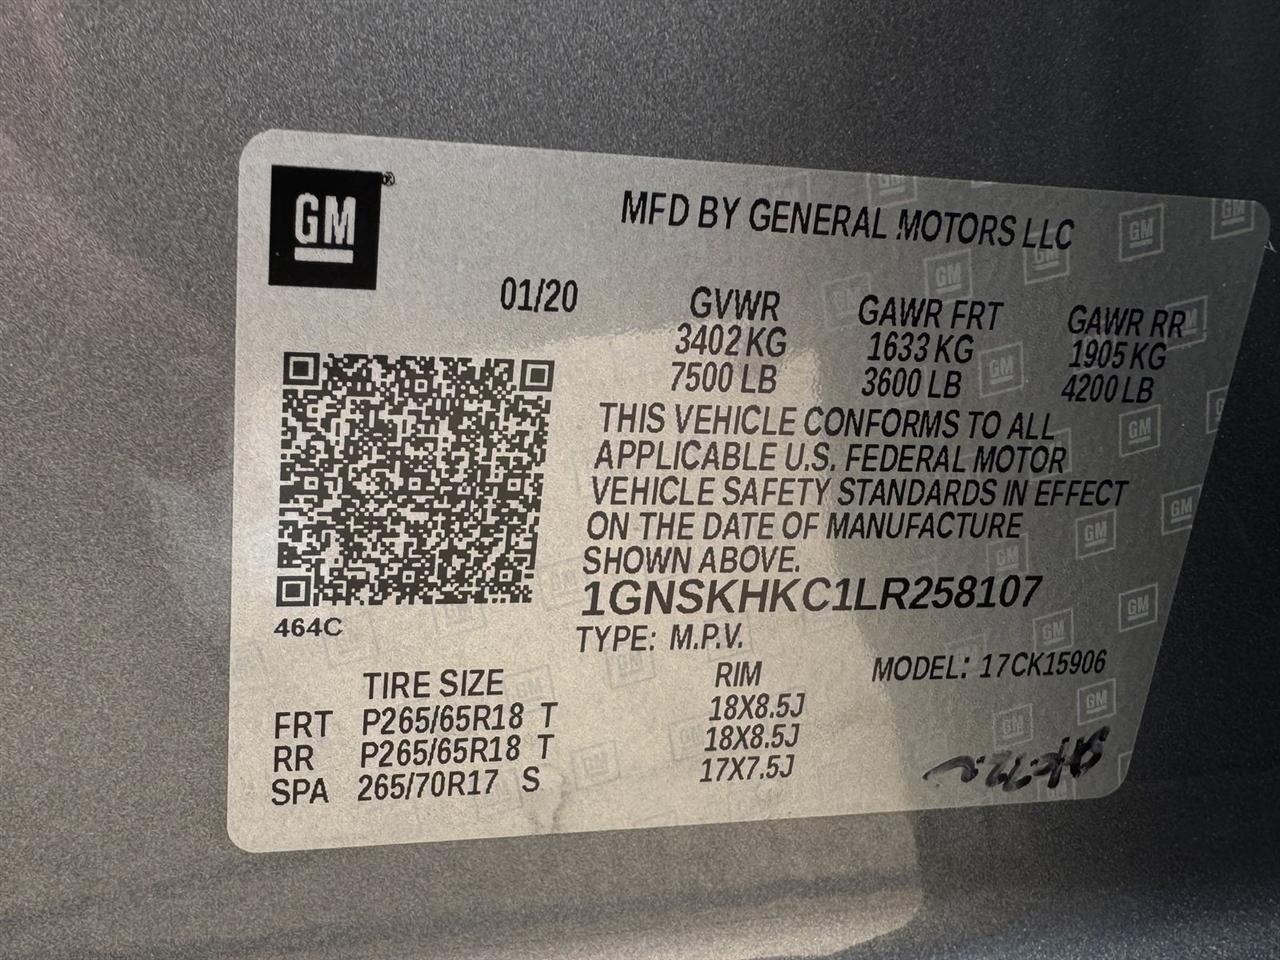 GM®
MFD BY GENERAL MOTORS LLC
01/20
GVWR GAWR FRT GAWR RR
3402 KG 1633 KG 1905 KG
7500 LB 3600 LB 4200 LB
THIS VEHICLE CONFORMS TO ALL
APPLICABLE U.S. FEDERAL MOTOR
VEHICLE SAFETY STANDARDS IN EFFECT
ON THE DATE OF MANUFACTURE
SHOWN ABOVE.
1GNSKHKC1LR258107
464C
TYPE: M.P.V.
MODEL: 17CK15906
TIRE SIZE RIM
FRT P265/65R18 T 18X8.5J
RR P265/65R18 T 18X8.5J
SPA 265/70R17 S 17X7.5J